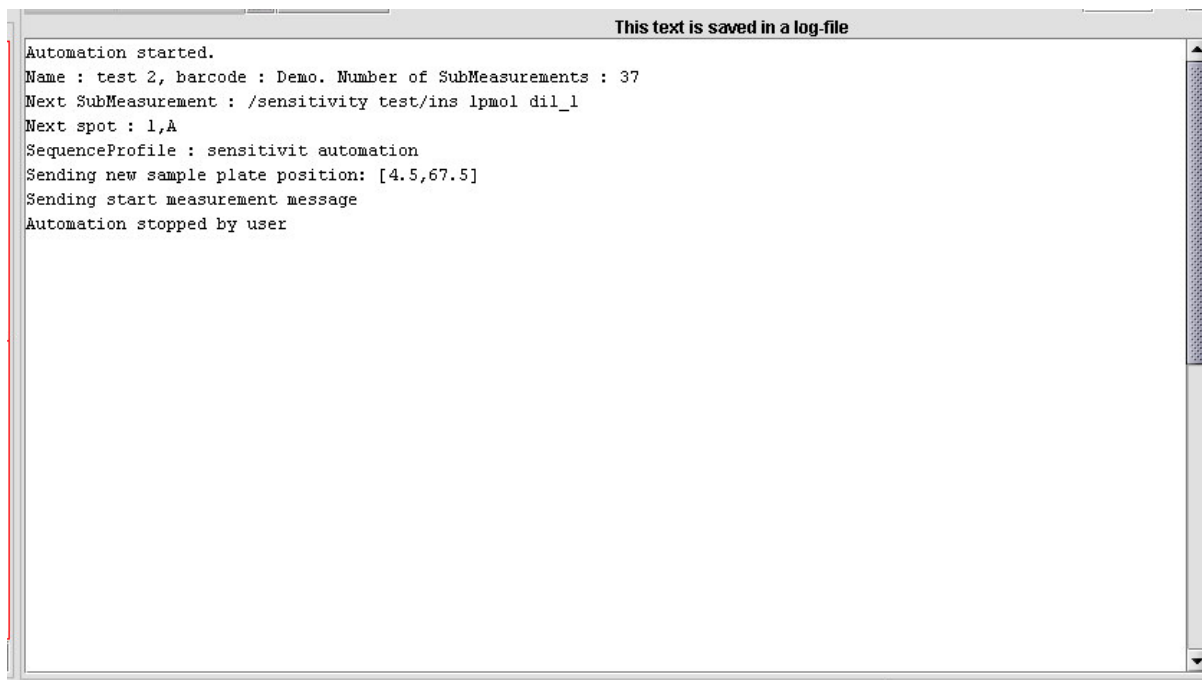 This text is saved in a log-file
Automation started.
Name : test 2, barcode : Demo. Number of SubMeasurements : 37
Next SubMeasurement : /sensitivity test/ins 1pmol dil_1
Next spot : 1,A
SequenceProfile : sensitivit automation
Sending new sample plate position: [4.5,67.5]
Sending start measurement message
Automation stopped by user